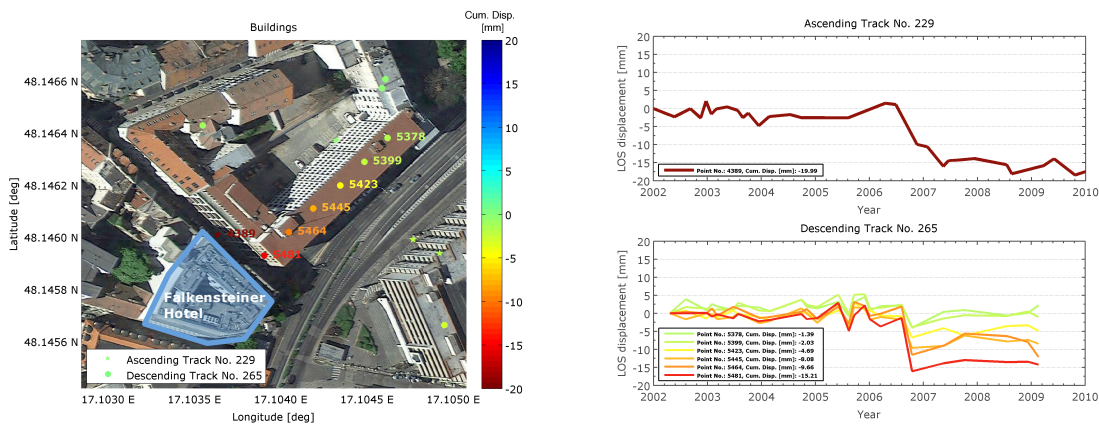 Buildings
Cum. Disp.
[mm]
48.1466 N
48.1464 N
48.1462 N
48.1460 N
48.1458 N
48.1456 N
Latitude [deg]
17.1030 E
17.1035 E
17.1040 E
17.1045 E
17.1050 E
Longitude [deg]
5378
5399
5423
5445
5464
5481
4389
Falkensteiner
Hotel
Ascending Track No. 229
Descending Track No. 265
20
15
10
5
0
-5
-10
-15
-20
Ascending Track No. 229
LOS displacement [mm]
20
15
10
5
0
-5
-10
-15
-20
Point No.: 4389, Cum. Disp. [mm]: -19.99
2002 2003 2004 2005 2006 2007 2008 2009 2010
Year
Descending Track No. 265
LOS displacement [mm]
20
15
10
5
0
-5
-10
-15
-20
Point No.: 5378, Cum. Disp. [mm]: -1.39
Point No.: 5399, Cum. Disp. [mm]: -2.03
Point No.: 5423, Cum. Disp. [mm]: -4.69
Point No.: 5445, Cum. Disp. [mm]: -8.08
Point No.: 5464, Cum. Disp. [mm]: -9.66
Point No.: 5481, Cum. Disp. [mm]: -15.21
2002 2003 2004 2005 2006 2007 2008 2009 2010
Year